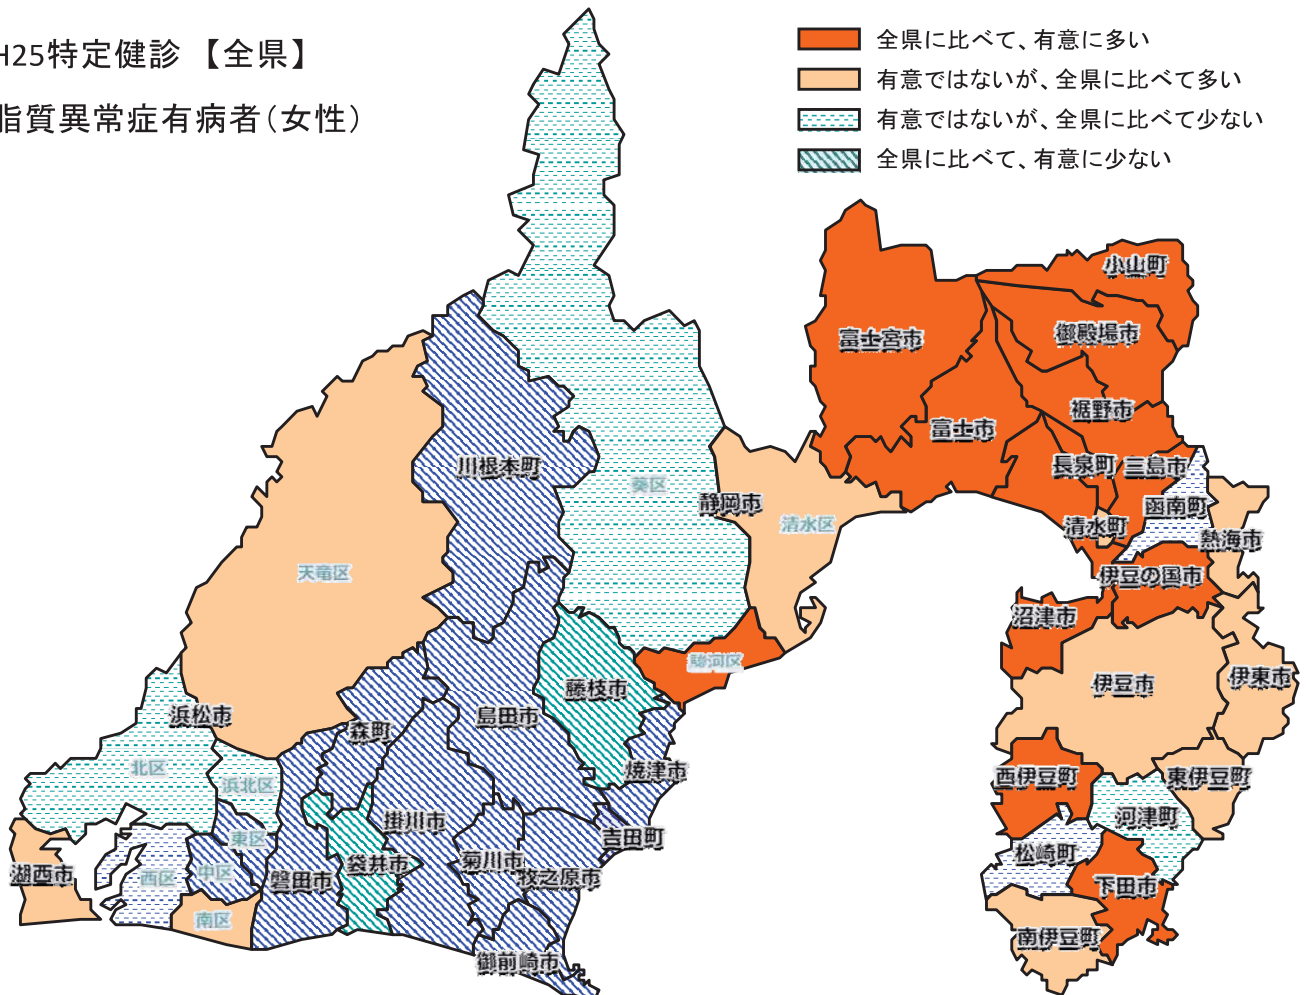 H25特定健診 【全県】
脂質異常症有病者(女性)
全県に比べて、有意に多い
有意ではないが、全県に比べて多い
有意ではないが、全県に比べて少ない
全県に比べて、有意に少ない
小山町
御殿場市
富士宮市
裾野市
富士市
長泉町
三島市
川根本町
葵区
静岡市
函南町
清水区
清水町
熱海市
天竜区
伊豆の国市
沼津市
駿河区
伊東市
伊豆市
藤枝市
浜松市
島田市
森町
北区
焼津市
西伊豆町
東伊豆町
浜北区
河津町
掛川市
東区
吉田町
松崎町
袋井市
菊川市
湖西市
西区
中区
磐田市
牧之原市
下田市
南区
南伊豆町
御前崎市